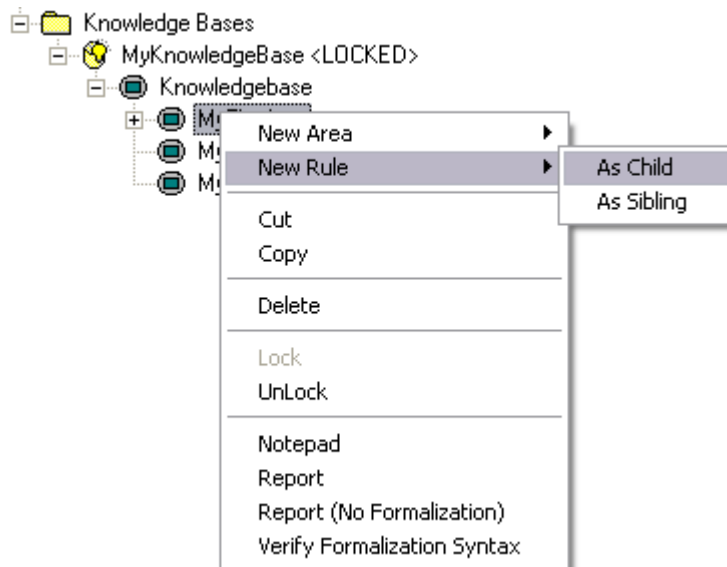 Knowledge Bases
MyKnowledgeBase <LOCKED>
Knowledgebase
New Area
New Rule
As Child
As Sibling
Cut
Copy
Delete
Lock
UnLock
Notepad
Report
Report (No Formalization)
Verify Formalization Syntax